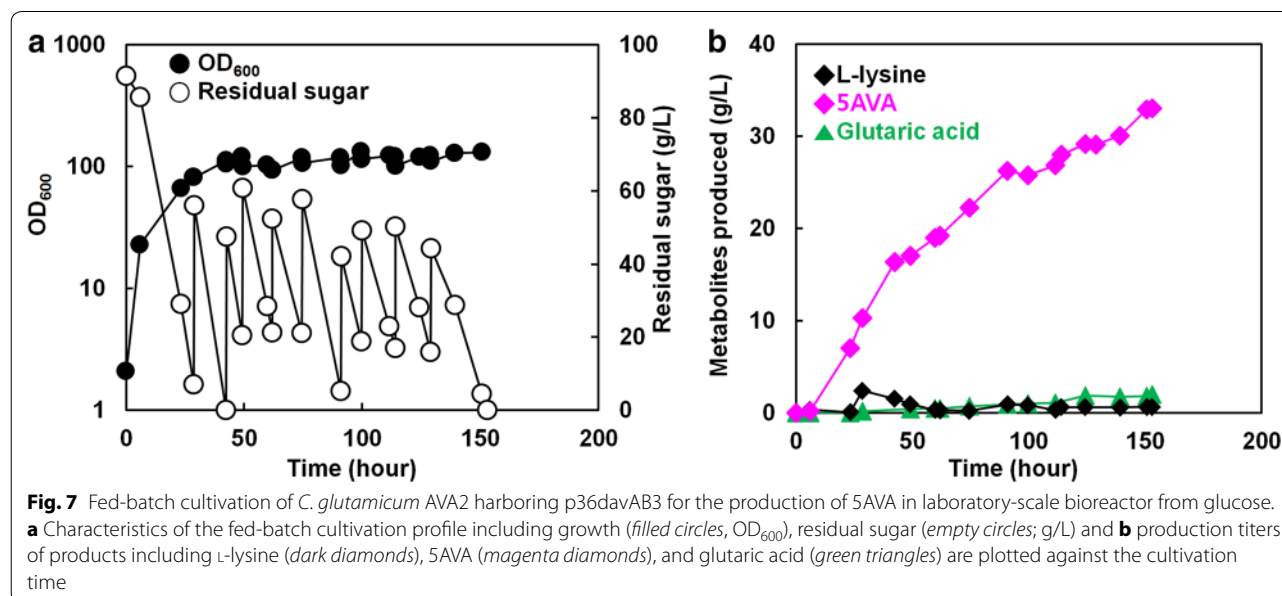 a
1000
100
10
1
OD600
OD600
Residual sugar
100
80
60
40
20
0
Residual sugar (g/L)
0
50
100
150
200
Time (hour)
b
40
30
20
10
0
Metabolites produced (g/L)
L-lysine
5AVA
Glutaric acid
0
50
100
150
200
Time (hour)
Fig. 7 Fed-batch cultivation of C. glutamicum AVA2 harboring p36davAB3 for the production of 5AVA in laboratory-scale bioreactor from glucose.
a Characteristics of the fed-batch cultivation profile including growth (filled circles, OD600), residual sugar (empty circles; g/L) and b production titers
of products including L-lysine (dark diamonds), 5AVA (magenta diamonds), and glutaric acid (green triangles) are plotted against the cultivation
time